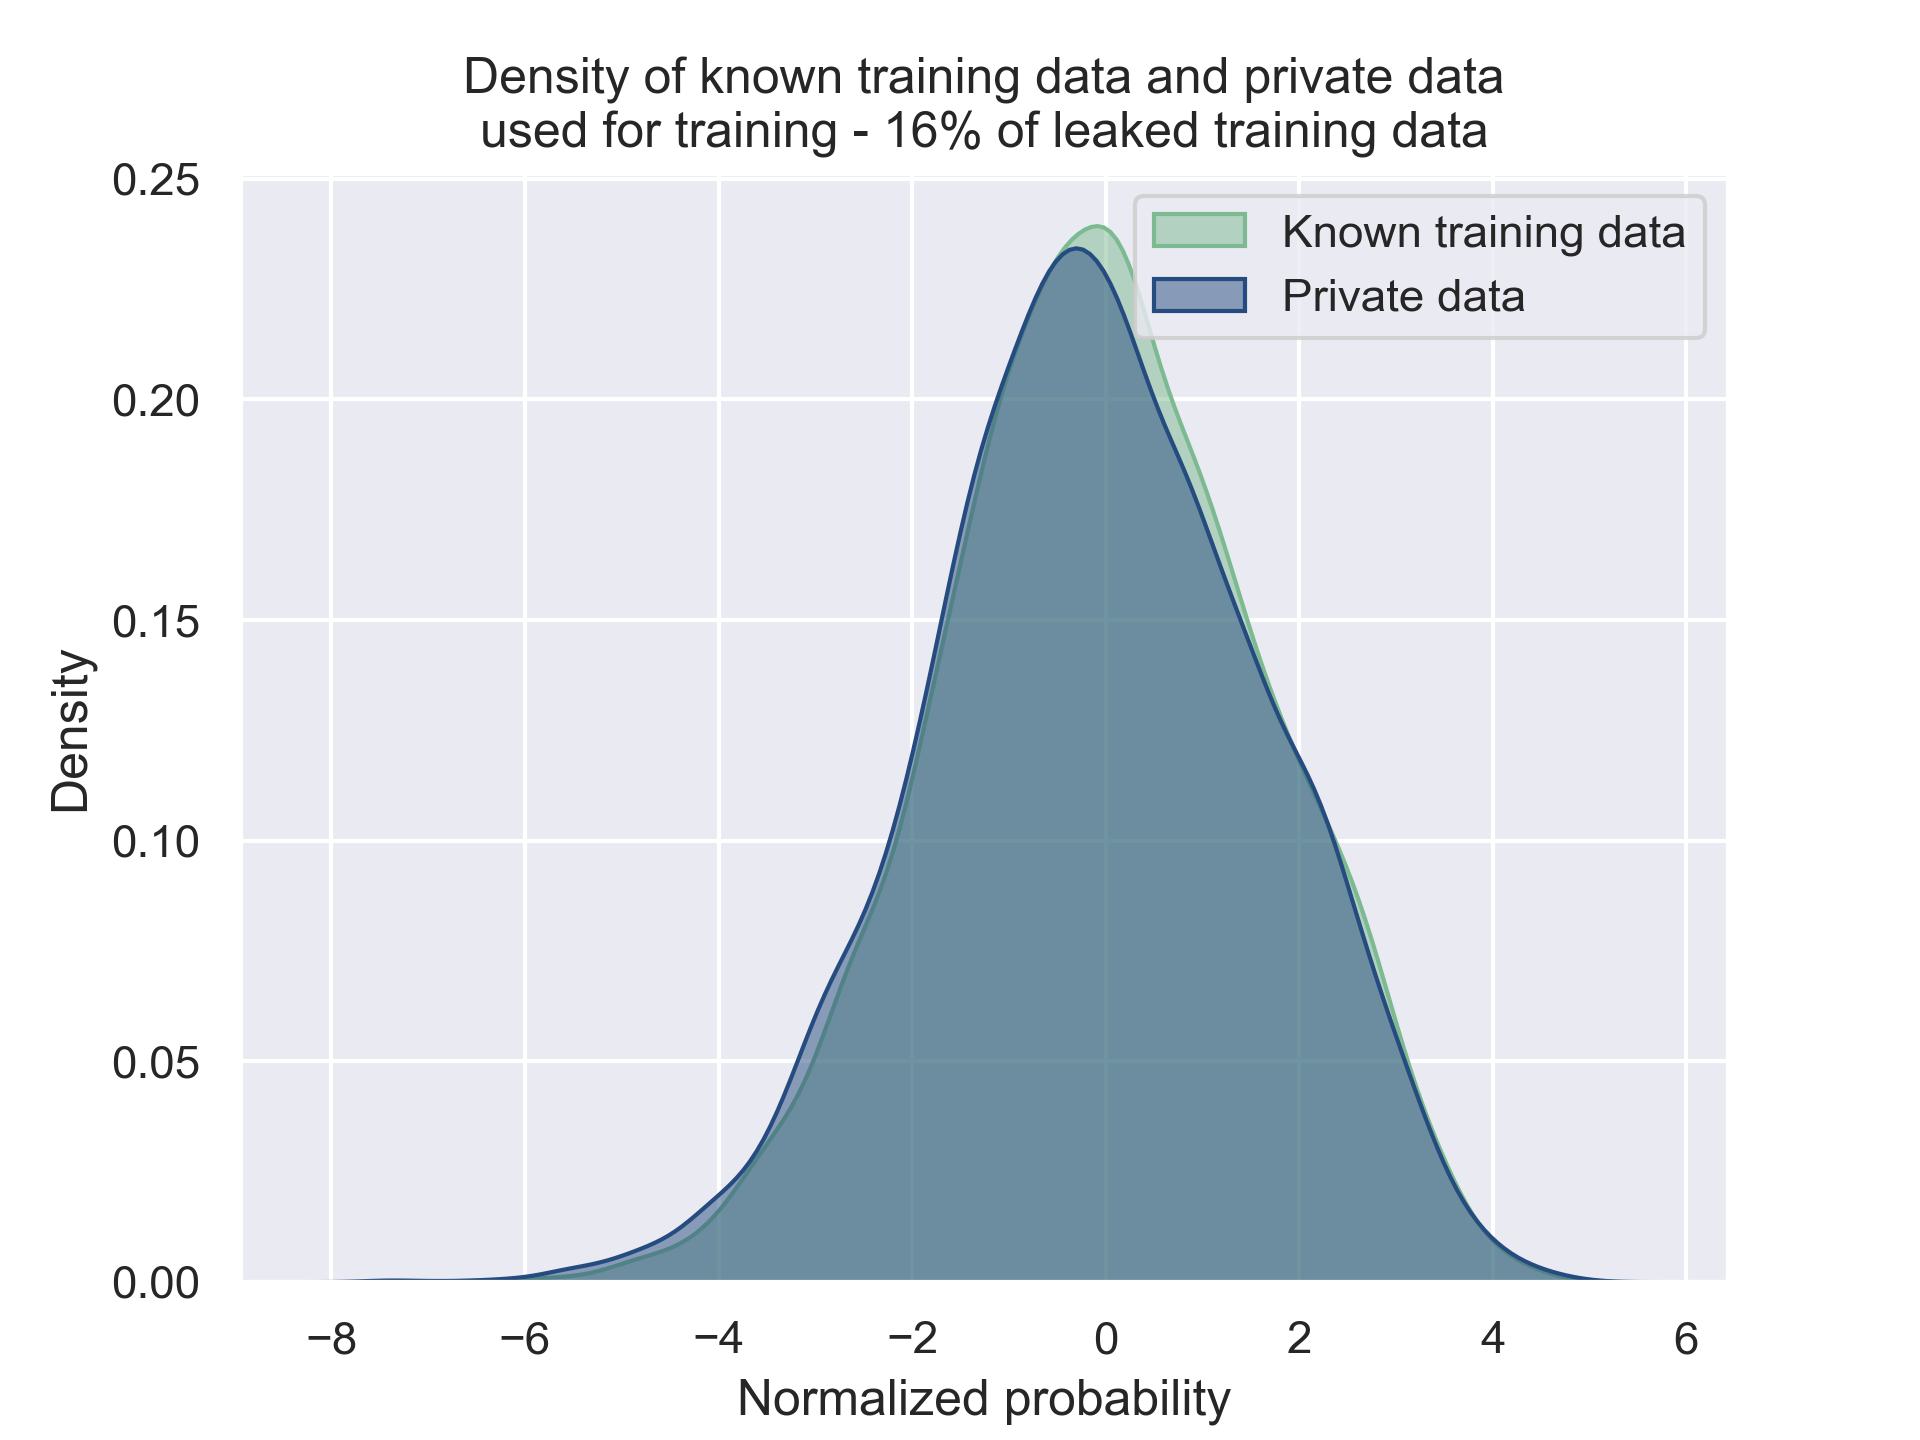 Density of known training data and private data
used for training - 16% of leaked training data
0.25
0.20
0.15
0.10
0.05
0.00
Density
Known training data
Private data
−8 −6 −4 −2 0 2 4 6
Normalized probability